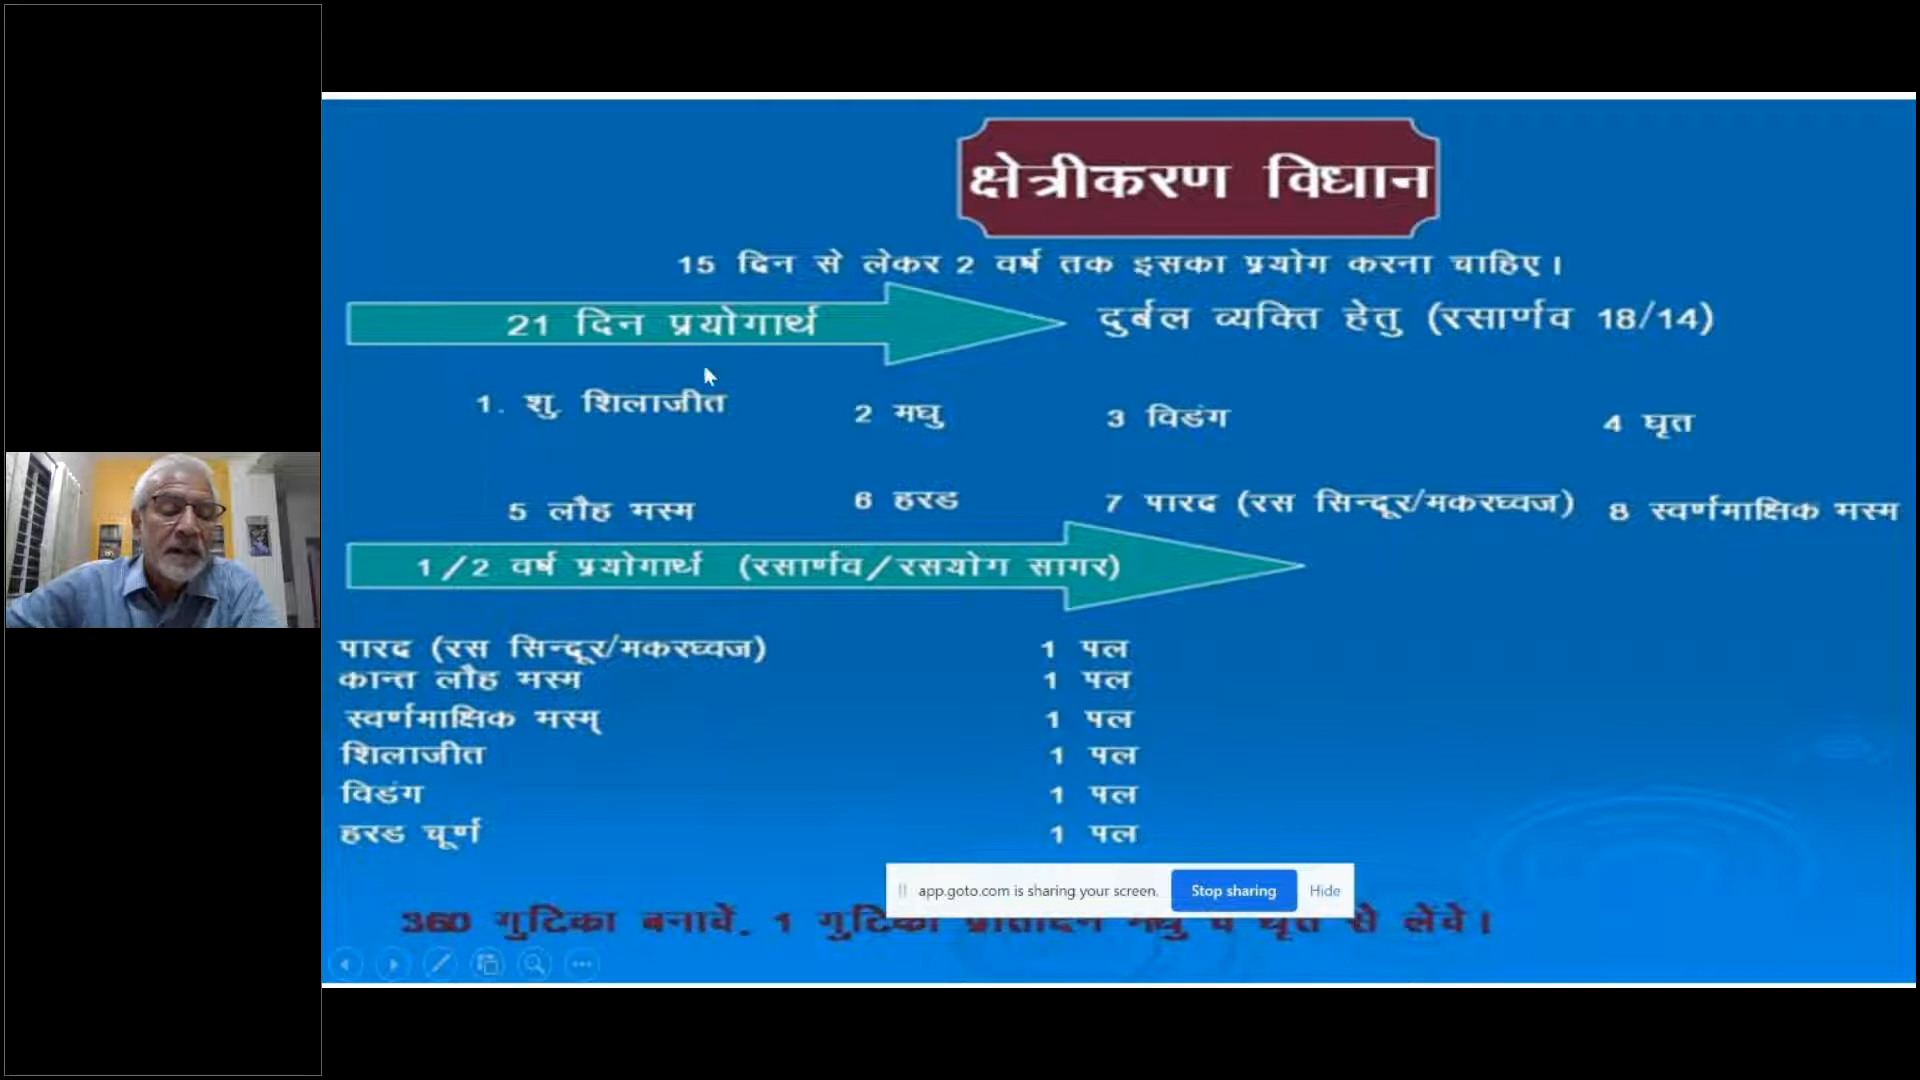 क्षेत्रीकरण विधान
15 दिन से लेकर 2 वर्ष तक इसका प्रयोग करना चाहिए।
21 दिन प्रयोगार्थ
दुर्बल व्यक्ति हेतु (रसार्णव 18/14)
1. शु. शिलाजीत
2 मधु
3 विडंग
4 घृत
5 लौह भस्म
6 हरड
7 पारद (रस सिन्दूर/मकरध्वज)
8 स्वर्णमाक्षिक भस्म
1/2 वर्ष प्रयोगार्थ (रसार्णव/रसयोग सागर)
पारद (रस सिन्दूर/मकरध्वज) 1 पल
कान्त लौह भस्म 1 पल
स्वर्णमाक्षिक भस्म् 1 पल
शिलाजीत 1 पल
विडंग 1 पल
हरड चूर्ण 1 पल
app.goto.com is sharing your screen. Stop sharing Hide
360 गुटिका बनावें. 1 गुटिका प्रतिदिन मधु व घृत से लेंवे।